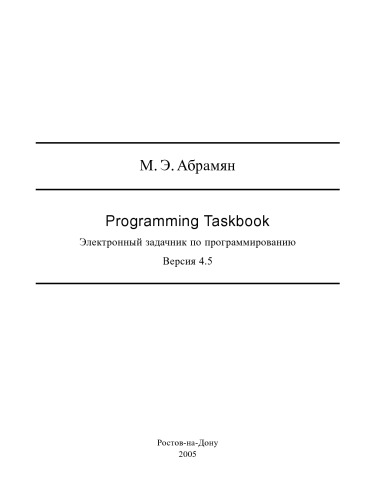 М. Э. Абрамян
Programming Taskbook
Электронный задачник по программированию
Версия 4.5
Ростов-на-Дону
2005